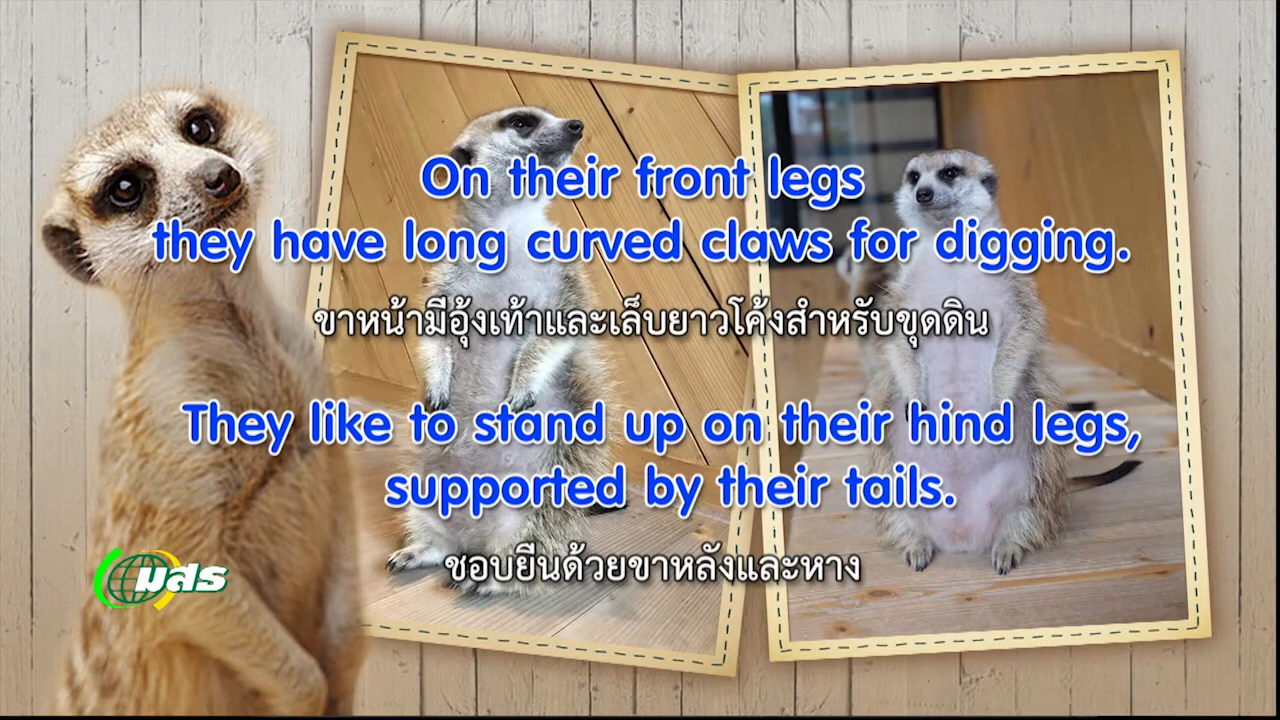 On their front legs
they have long curved claws for digging.
ขาหน้ามีอุ้งเท้าและเล็บยาวโค้งสำหรับขุดดิน
They like to stand up on their hind legs,
supported by their tails.
ชอบยืนด้วยขาหลังและหาง
มสธ